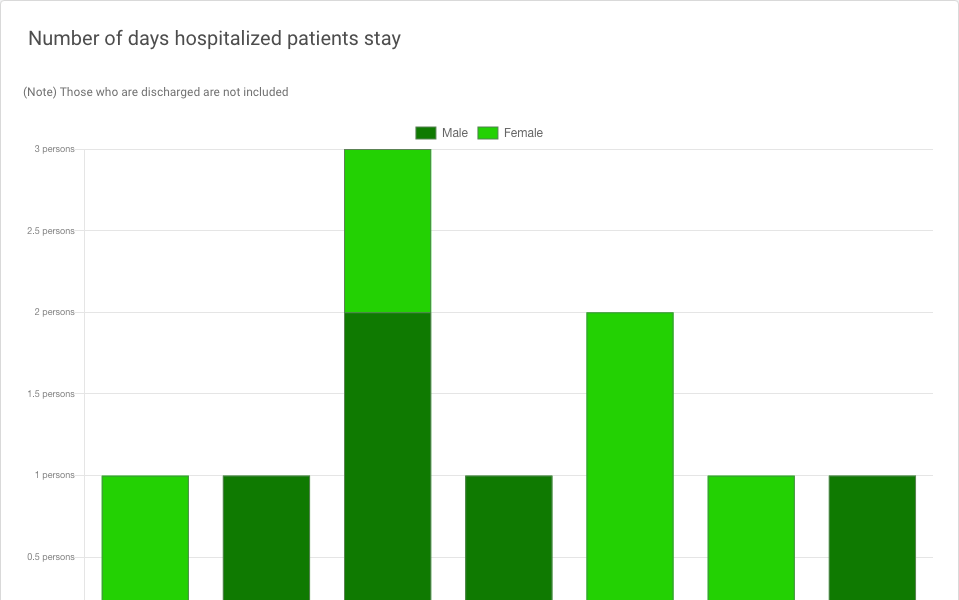 Number of days hospitalized patients stay
(Note) Those who are discharged are not included
Male Female
3 persons
2.5 persons
2 persons
1.5 persons
1 persons
0.5 persons